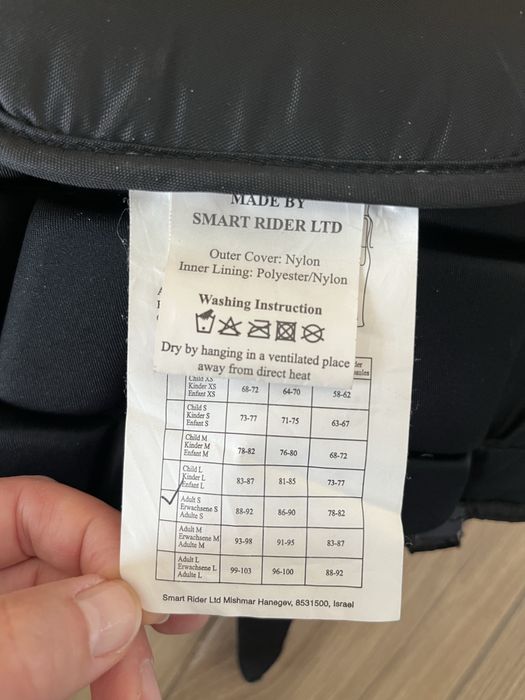 MADE BY
SMART RIDER LTD
Outer Cover: Nylon
Inner Lining: Polyester/Nylon
Washing Instruction
Dry by hanging in a ventilated place
away from direct heat
Child XS
Kinder XS
Enfant XS
68-72
64-70
58-62
Child S
Kinder S
Enfant S
73-77
71-75
63-67
Child M
Kinder M
Enfant M
78-82
76-80
68-72
Child L
Kinder L
Enfant L
83-87
81-85
73-77
Adult S
Erwachsene S
Adulte S
88-92
86-90
78-82
Adult M
Erwachsene M
Adulte M
93-98
91-95
83-87
Adult L
Erwachsene L
Adulte L
99-103
96-100
88-92
Smart Rider Ltd Mishmar Hanegev, 8531500, Israel